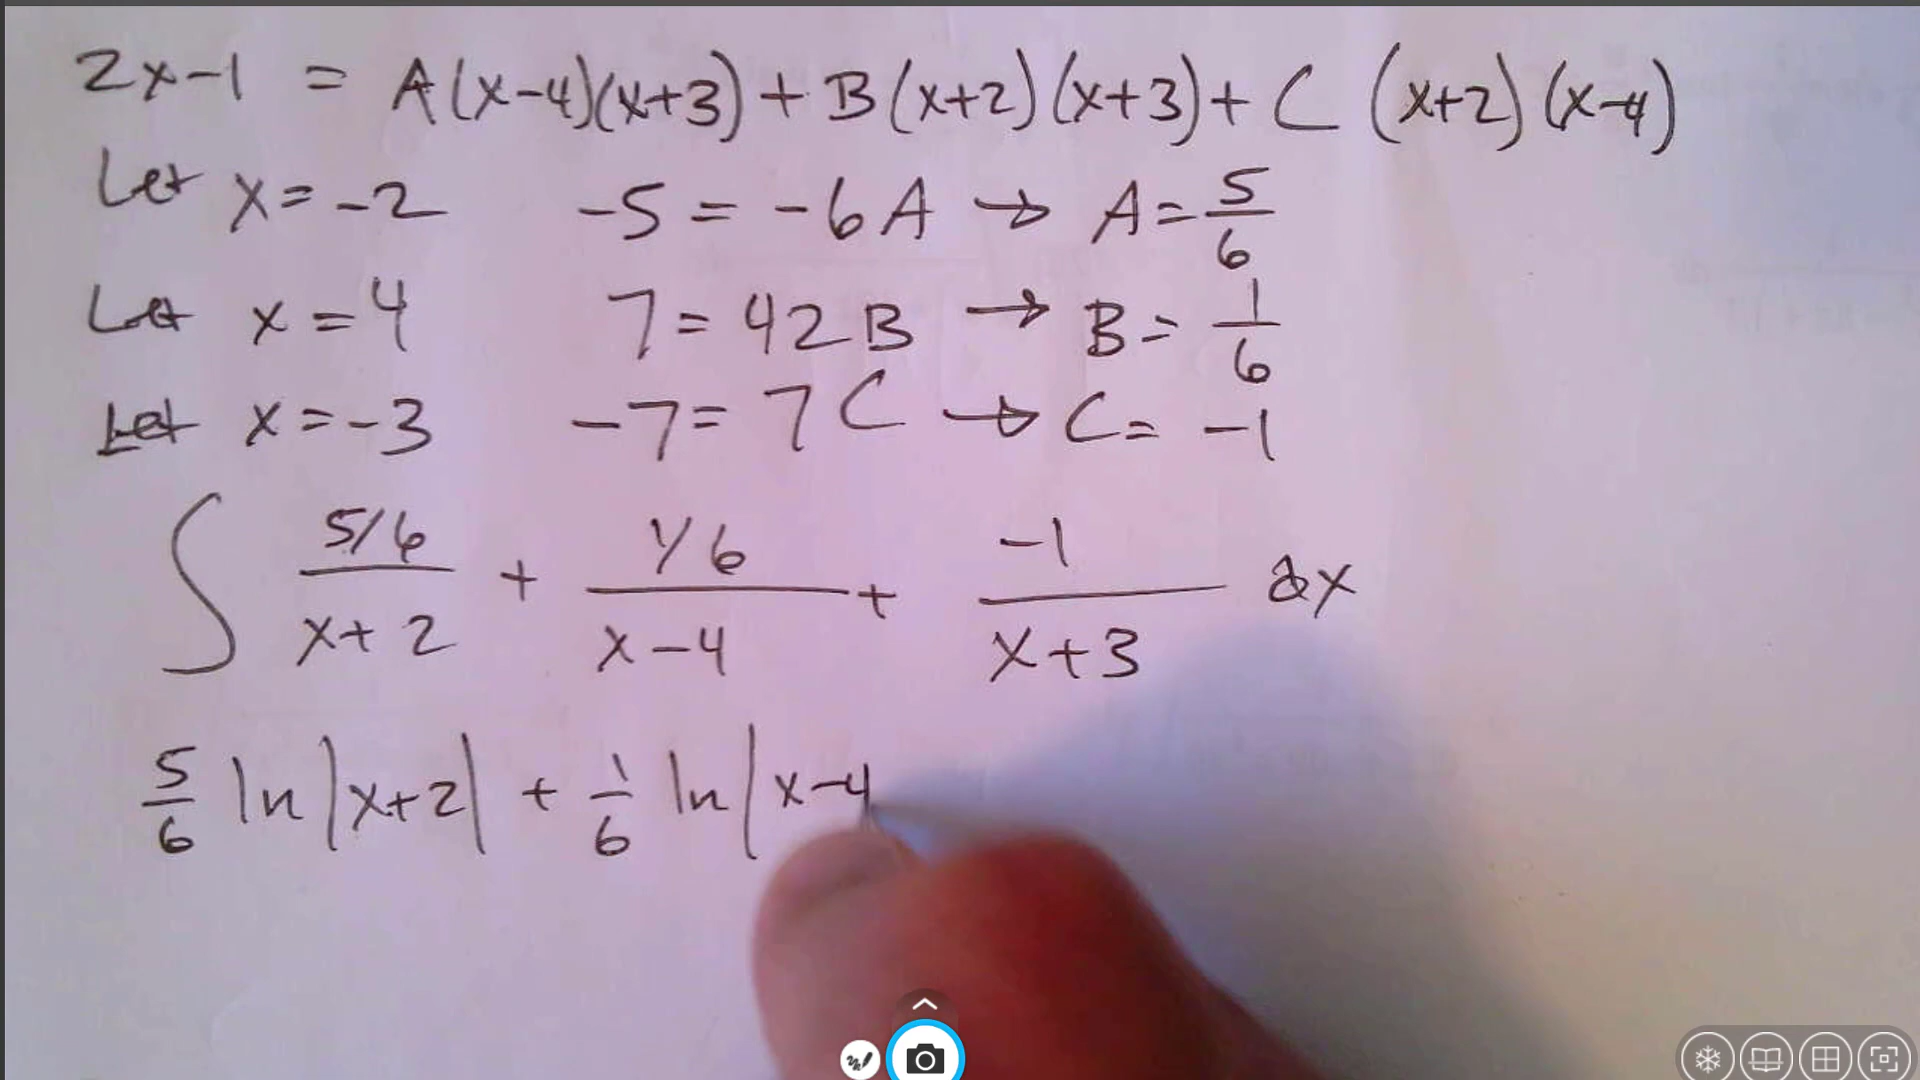 2x-1 = A(x-4)(x+3) + B(x+2)(x+3) + C(x+2)(x-4)
Let x = -2 -5 = -6A → A = 5/6
Let x = 4 7 = 42B → B = 1/6
Let x = -3 -7 = 7C → C = -1
∫ 5/6/(x+2) + 1/6/(x-4) + -1/(x+3) dx
5/6 ln|x+2| + 1/6 ln|x-4